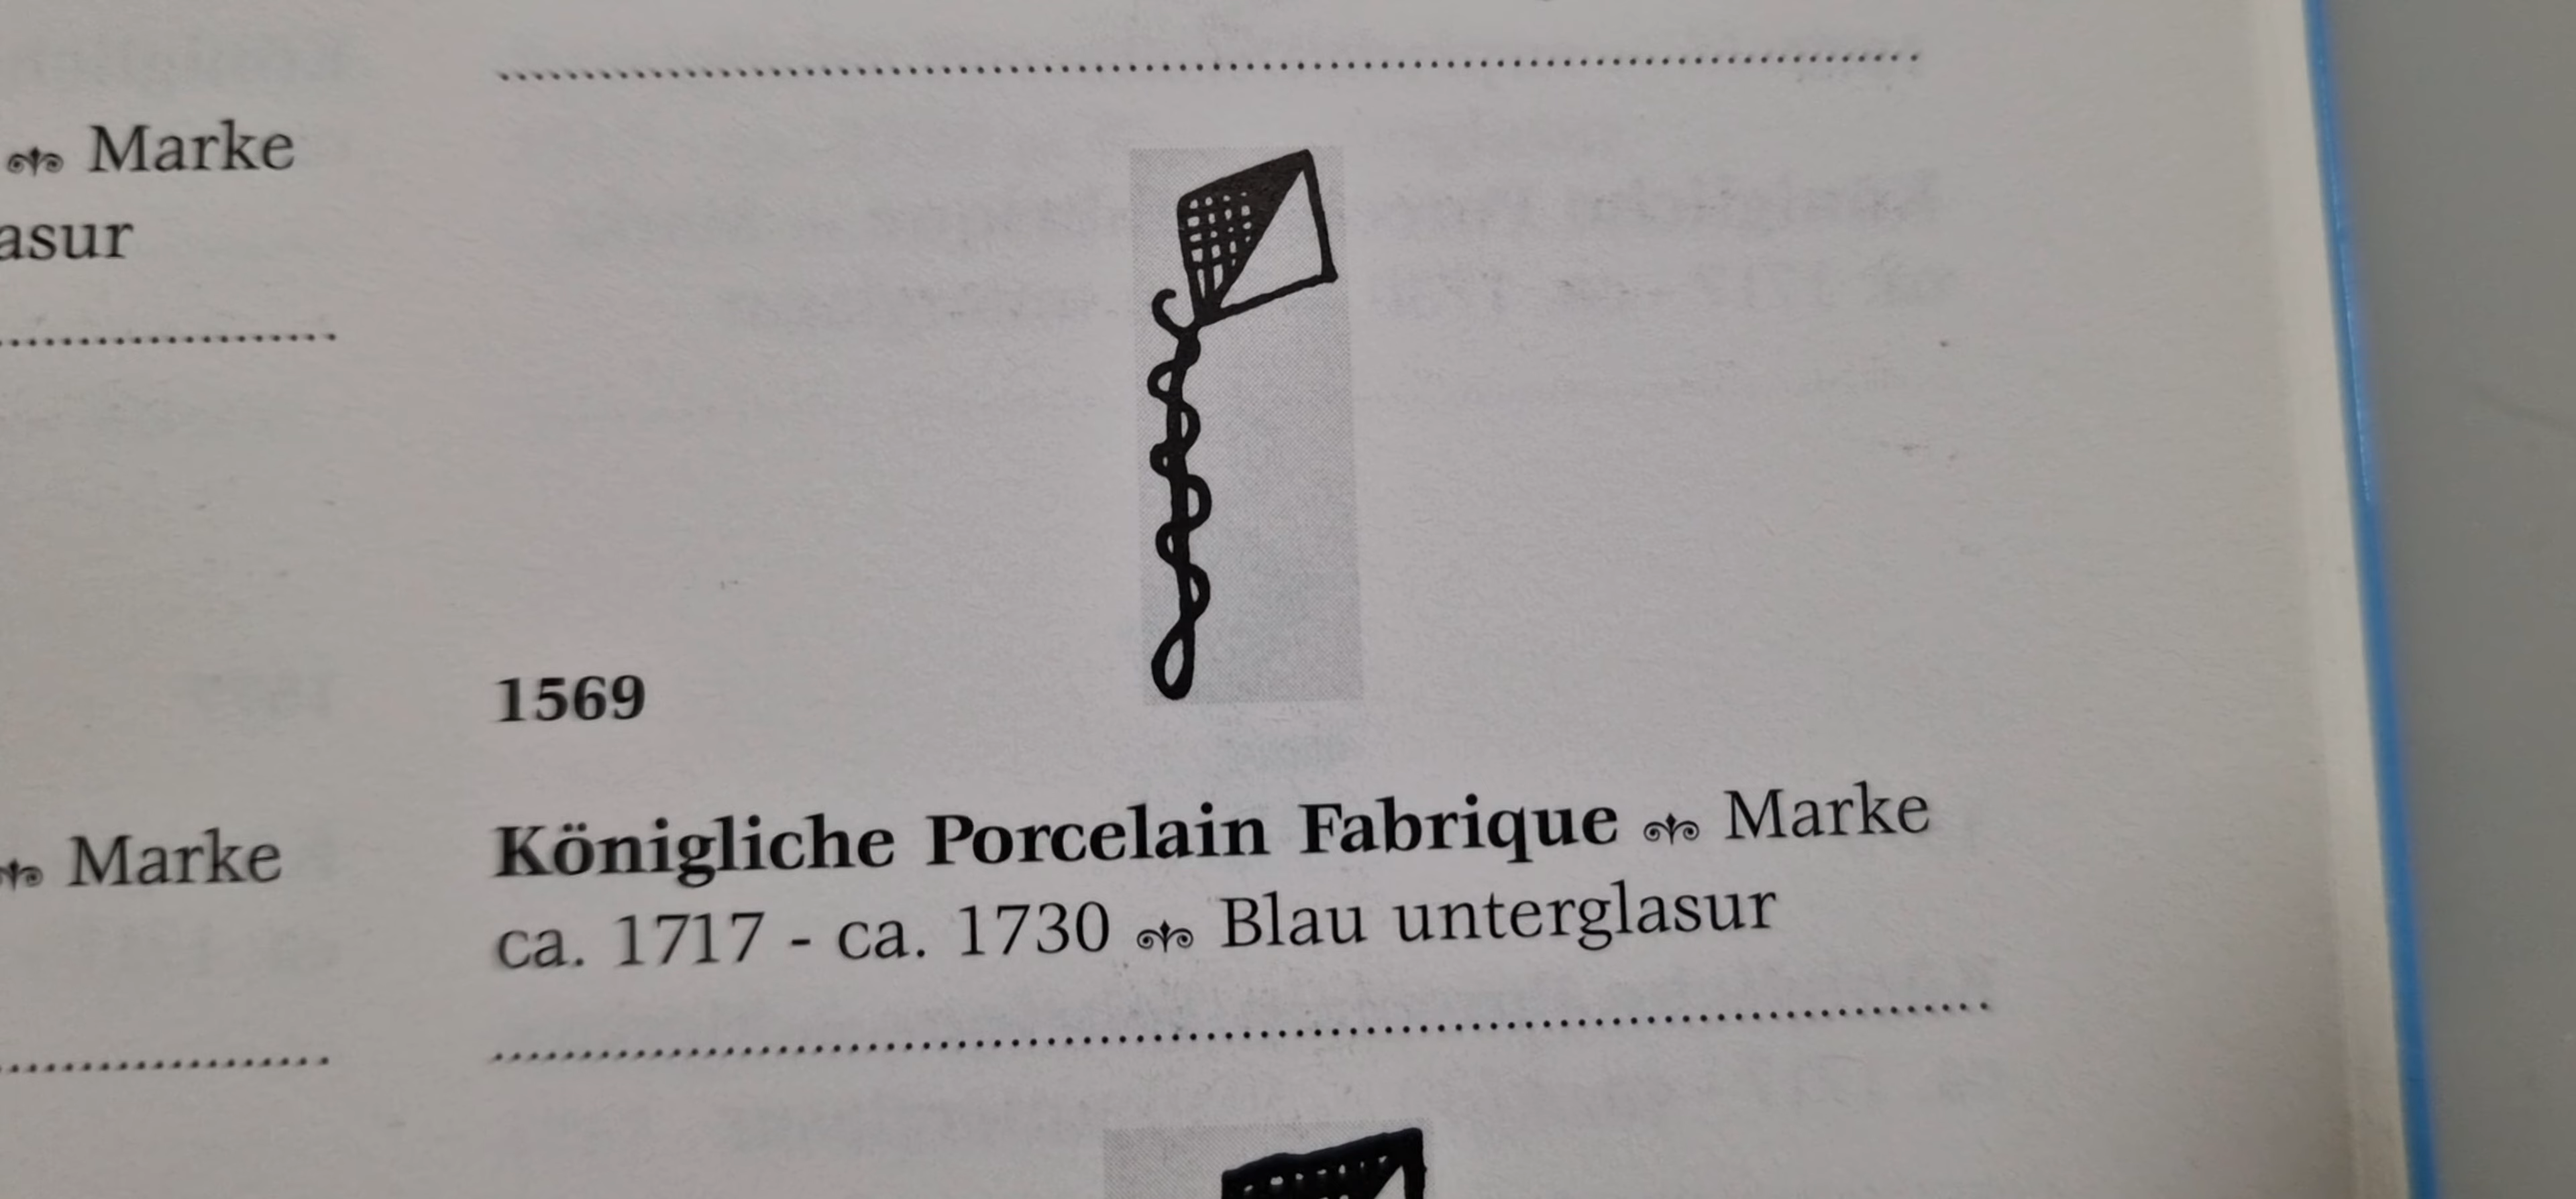 Marke
asur
Marke
1569
Königliche Porcelain Fabrique Marke
ca. 1717 - ca. 1730 Blau unterglasur